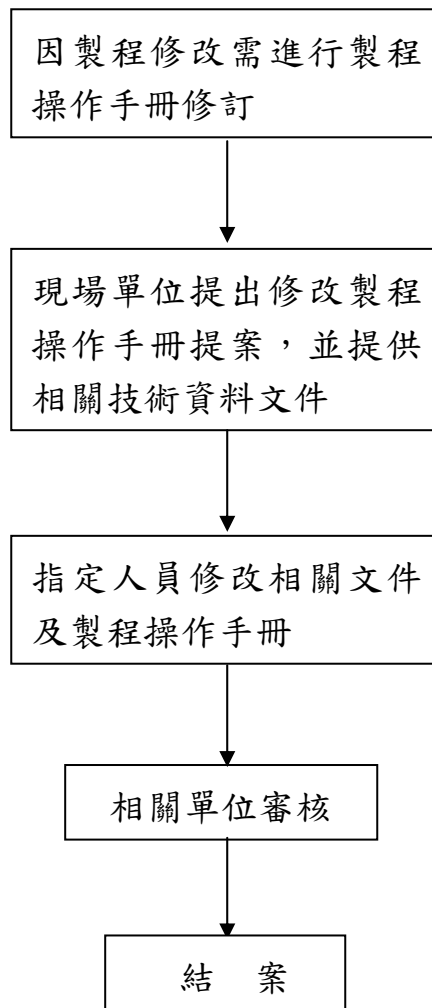 因製程修改需進行製程
操作手冊修訂
現場單位提出修改製程
操作手冊提案，並提供
相關技術資料文件
指定人員修改相關文件
及製程操作手冊
相關單位審核
結　案